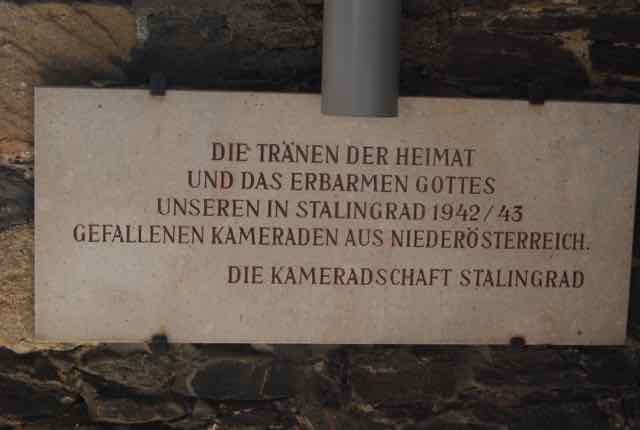 DIE TRÄNEN DER HEIMAT
UND DAS ERBARMEN GOTTES
UNSEREN IN STALINGRAD 1942/43
GEFALLENEN KAMERADEN AUS NIEDERÖSTERREICH.
DIE KAMERADSCHAFT STALINGRAD